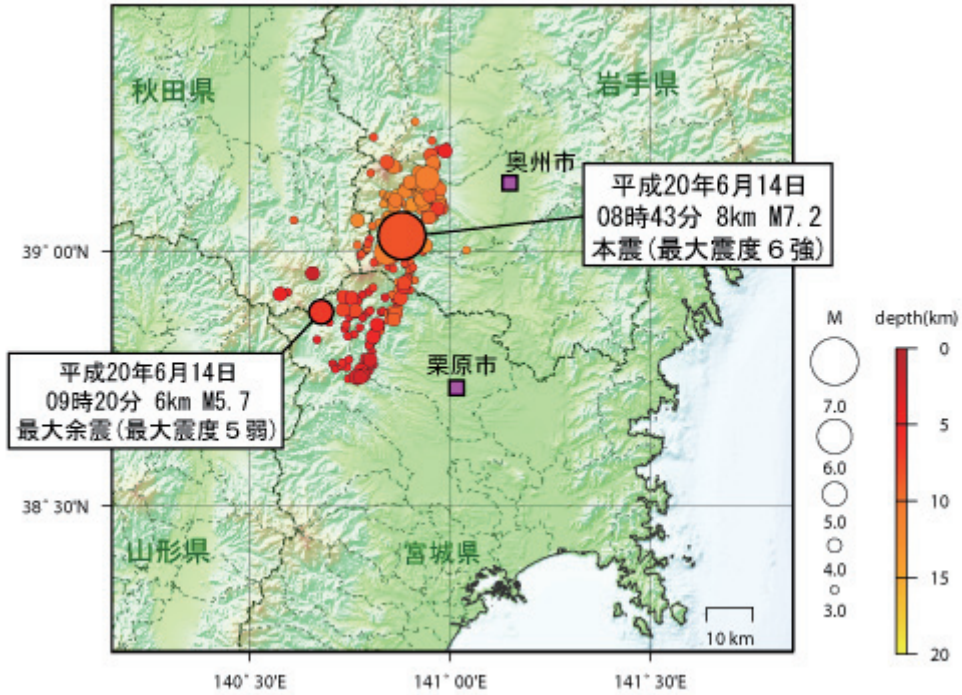 秋田県
岩手県
奥州市
平成20年6月14日
08時43分 8km M7.2
本震(最大震度６強)
39° 00'N
平成20年6月14日
09時20分 6km M5.7
最大余震(最大震度５弱)
栗原市
38° 30'N
山形県
宮城県
10 km
140° 30'E
141° 00'E
141° 30'E
M
7.0
6.0
5.0
4.0
3.0
depth(km)
0
5
10
15
20